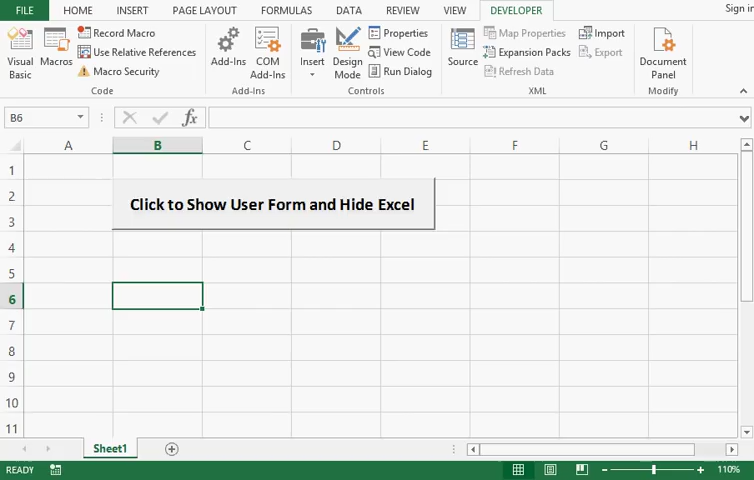 FILE HOME INSERT PAGE LAYOUT FORMULAS DATA REVIEW VIEW DEVELOPER Sign in
Visual Basic
Macros
Record Macro
Use Relative References
Macro Security
Code
Add-Ins
COM Add-Ins
Add-Ins
Insert
Design Mode
Properties
View Code
Run Dialog
Controls
Source
Map Properties
Expansion Packs
Refresh Data
Import
Export
XML
Document Panel
Modify
B6 fx
A B C D E F G H
1
2
Click to Show User Form and Hide Excel
3
4
5
6
7
8
9
10
11
Sheet1
READY 110%